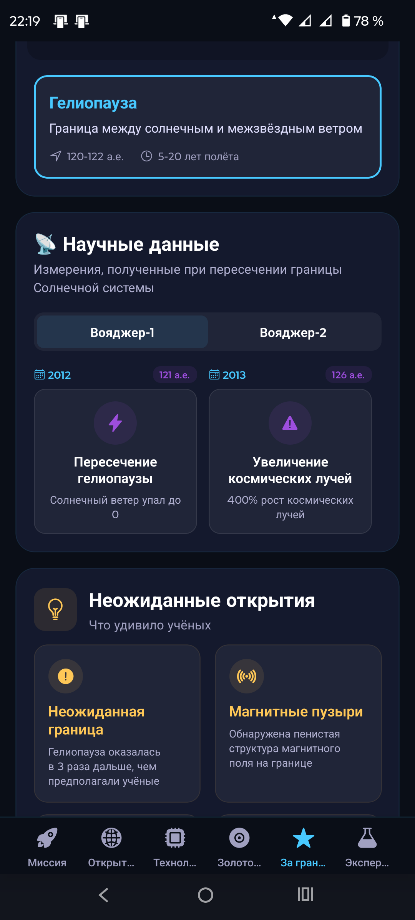 22:19
78 %
Гелиопауза
Граница между солнечным и межзвёздным ветром
120-122 а.е.
5-20 лет полёта
Научные данные
Измерения, полученные при пересечении границы
Солнечной системы
Вояджер-1
Вояджер-2
2012
121 а.е.
2013
126 а.е.
Пересечение
гелиопаузы
Солнечный ветер упал до
0
Увеличение
космических лучей
400% рост космических
лучей
Неожиданные открытия
Что удивило учёных
Неожиданная
граница
Гелиопауза оказалась
в 3 раза дальше, чем
предполагали учёные
Магнитные пузыри
Обнаружена пенистая
структура магнитного
поля на границе
Миссия
Открыт...
Технол...
Золото...
За гран...
Экспер...